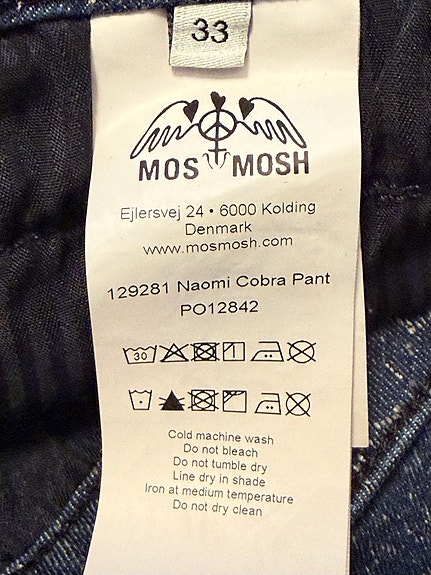 33
MOS MOSH
Ejlersvej 24 • 6000 Kolding
Denmark
www.mosmosh.com
129281 Naomi Cobra Pant
PO12842
30
Cold machine wash
Do not bleach
Do not tumble dry
Line dry in shade
Iron at medium temperature
Do not dry clean